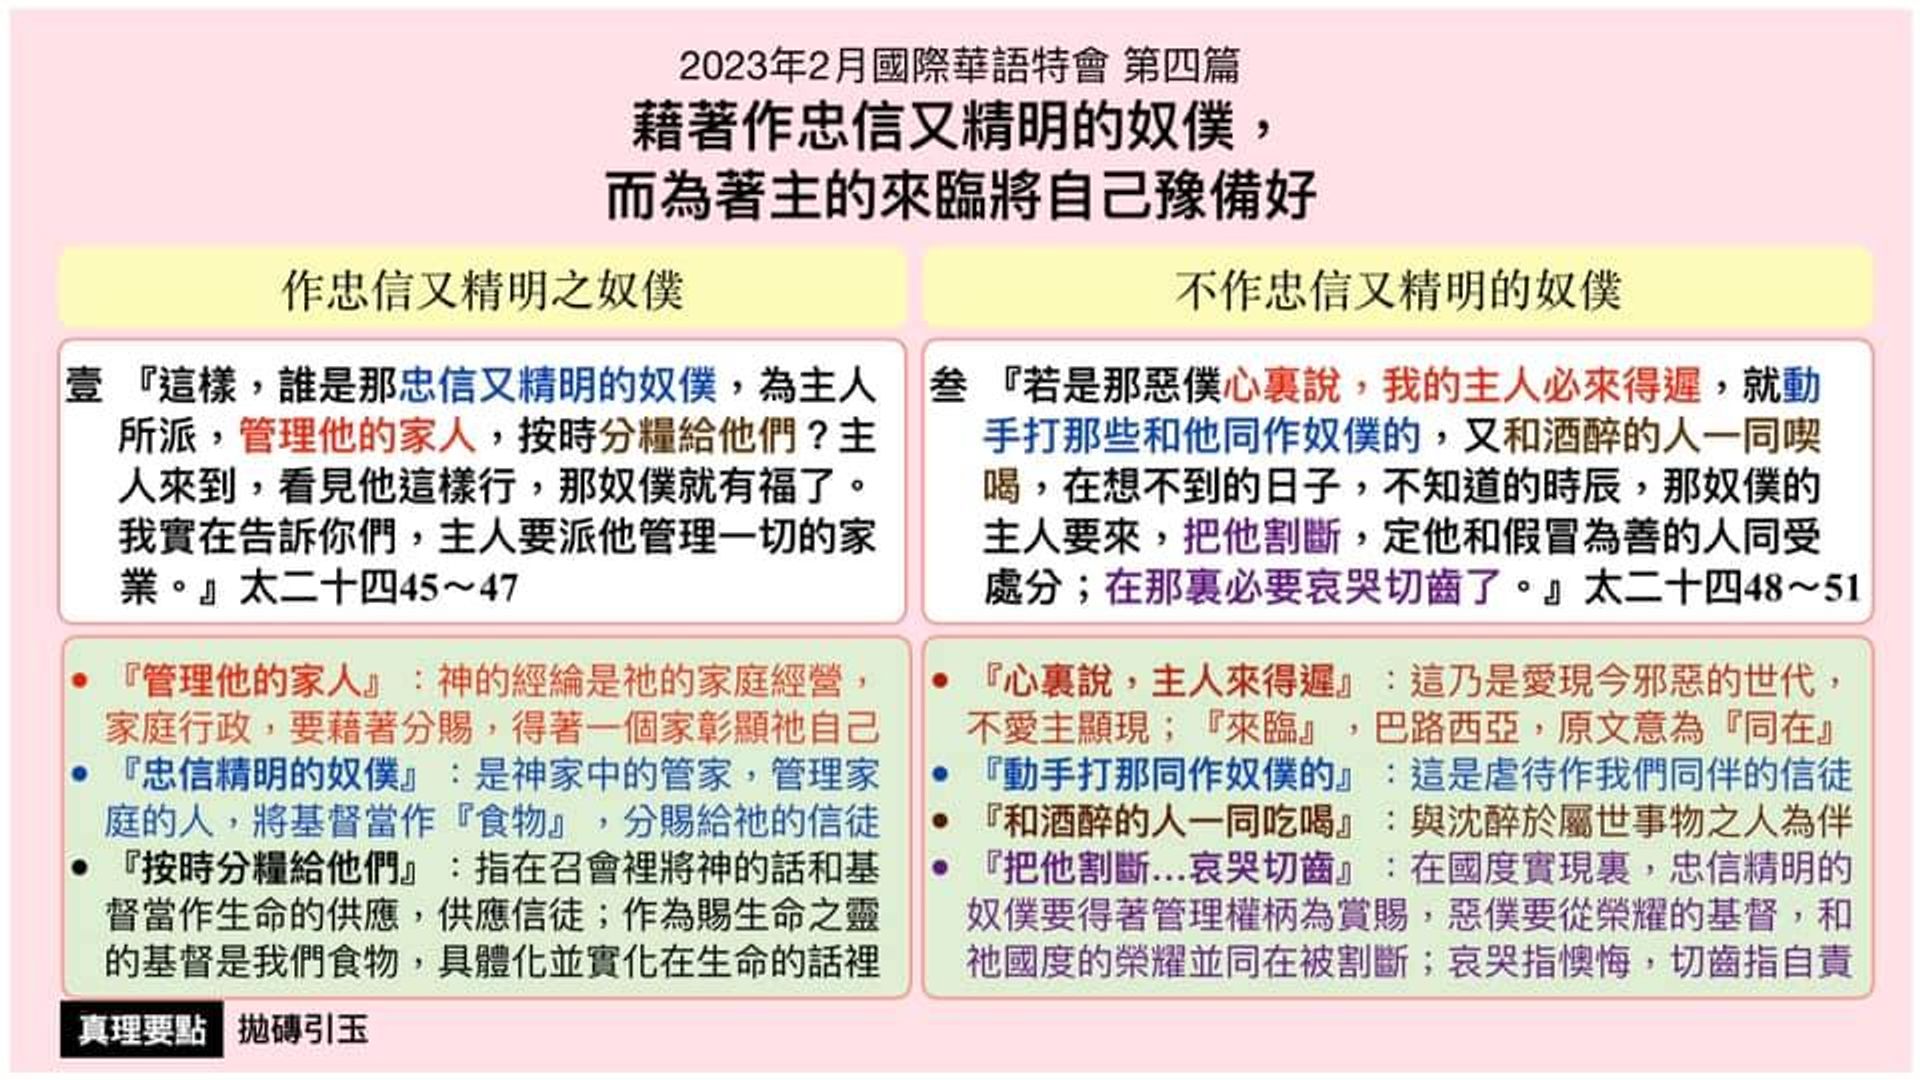 2023年2月國際華語特會 第四篇
藉著作忠信又精明的奴僕，
而為著主的來臨將自己豫備好
作忠信又精明之奴僕
壹 『這樣，誰是那忠信又精明的奴僕，為主人
所派，管理他的家人，按時分糧給他們？主
人來到，看見他這樣行，那奴僕就有福了。
我實在告訴你們，主人要派他管理一切的家
業。』太二十四45～47
『管理他的家人』：神的經綸是祂的家庭經營，
家庭行政，要藉著分賜，得著一個家彰顯祂自己
『忠信精明的奴僕』：是神家中的管家，管理家
庭的人，將基督當作『食物』，分賜給祂的信徒
『按時分糧給他們』：指在召會裡將神的話和基
督當作生命的供應，供應信徒；作為賜生命之靈
的基督是我們食物，具體化並實化在生命的話裡
不作忠信又精明的奴僕
叁 『若是那惡僕心裏說，我的主人必來得遲，就動
手打那些和他同作奴僕的，又和酒醉的人一同喫
喝，在想不到的日子，不知道的時辰，那奴僕的
主人要來，把他割斷，定他和假冒為善的人同受
處分；在那裏必要哀哭切齒了。』太二十四48～51
『心裏說，主人來得遲』：這乃是愛現今邪惡的世代，
不愛主顯現；『來臨』，巴路西亞，原文意為『同在』
『動手打那同作奴僕的』：這是虐待作我們同伴的信徒
『和酒醉的人一同吃喝』：與沈醉於屬世事物之人為伴
『把他割斷...哀哭切齒』：在國度實現裏，忠信精明的
奴僕要得著管理權柄為賞賜，惡僕要從榮耀的基督，和
祂國度的榮耀並同在被割斷；哀哭指懊悔，切齒指自責
真理要點 拋磚引玉